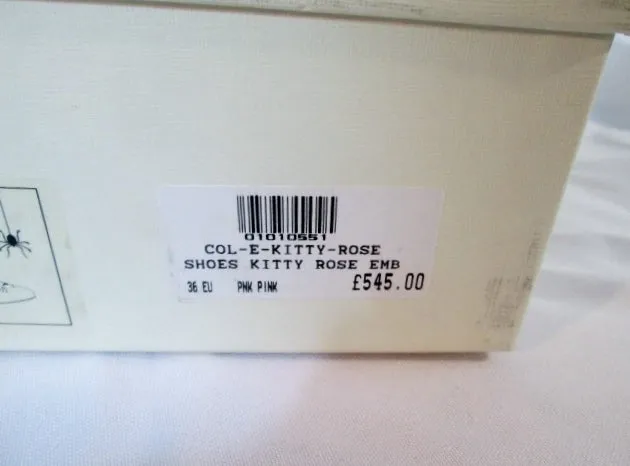 01010551
COL-E-KITTY-ROSE
SHOES KITTY ROSE EMB
36 EU PNK PINK £545.00